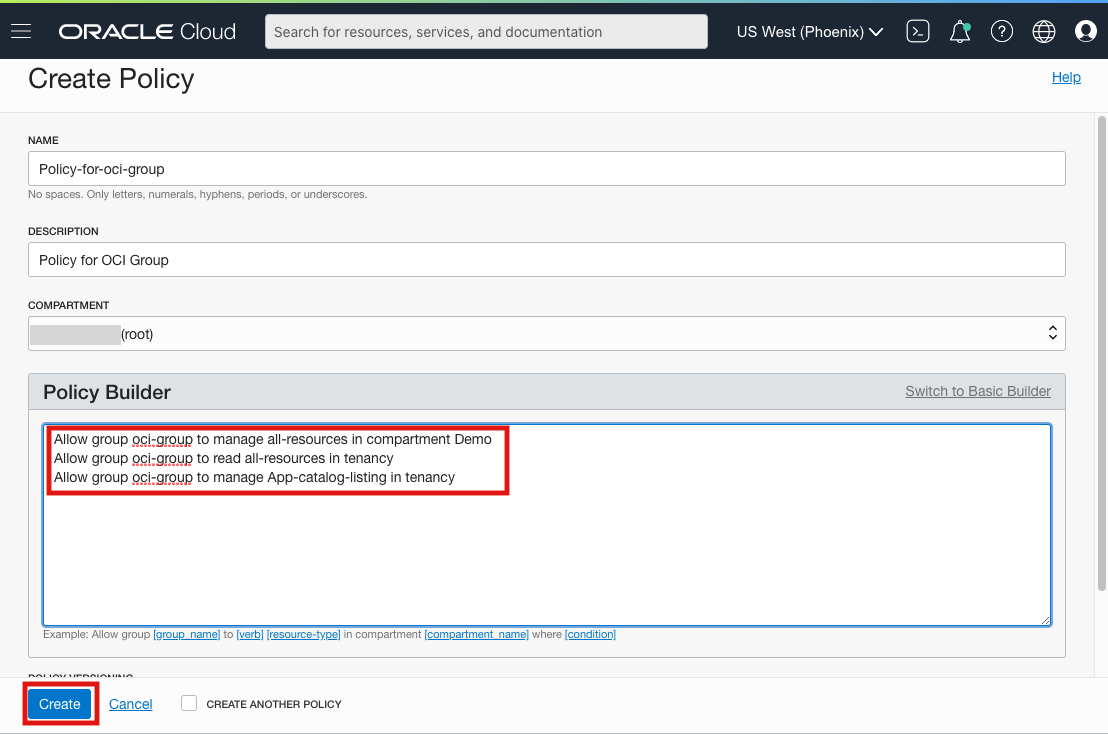 ORACLE Cloud
Search for resources, services, and documentation
US West (Phoenix)
Create Policy
Help
NAME
Policy-for-oci-group
No spaces. Only letters, numerals, hyphens, periods, or underscores.
DESCRIPTION
Policy for OCI Group
COMPARTMENT
(root)
Policy Builder
Switch to Basic Builder
Allow group oci-group to manage all-resources in compartment Demo
Allow group oci-group to read all-resources in tenancy
Allow group oci-group to manage App-catalog-listing in tenancy
Example: Allow group [group_name] to [verb] [resource-type] in compartment [compartment_name] where [condition]
POLICY VERSIONING
Create
Cancel
CREATE ANOTHER POLICY